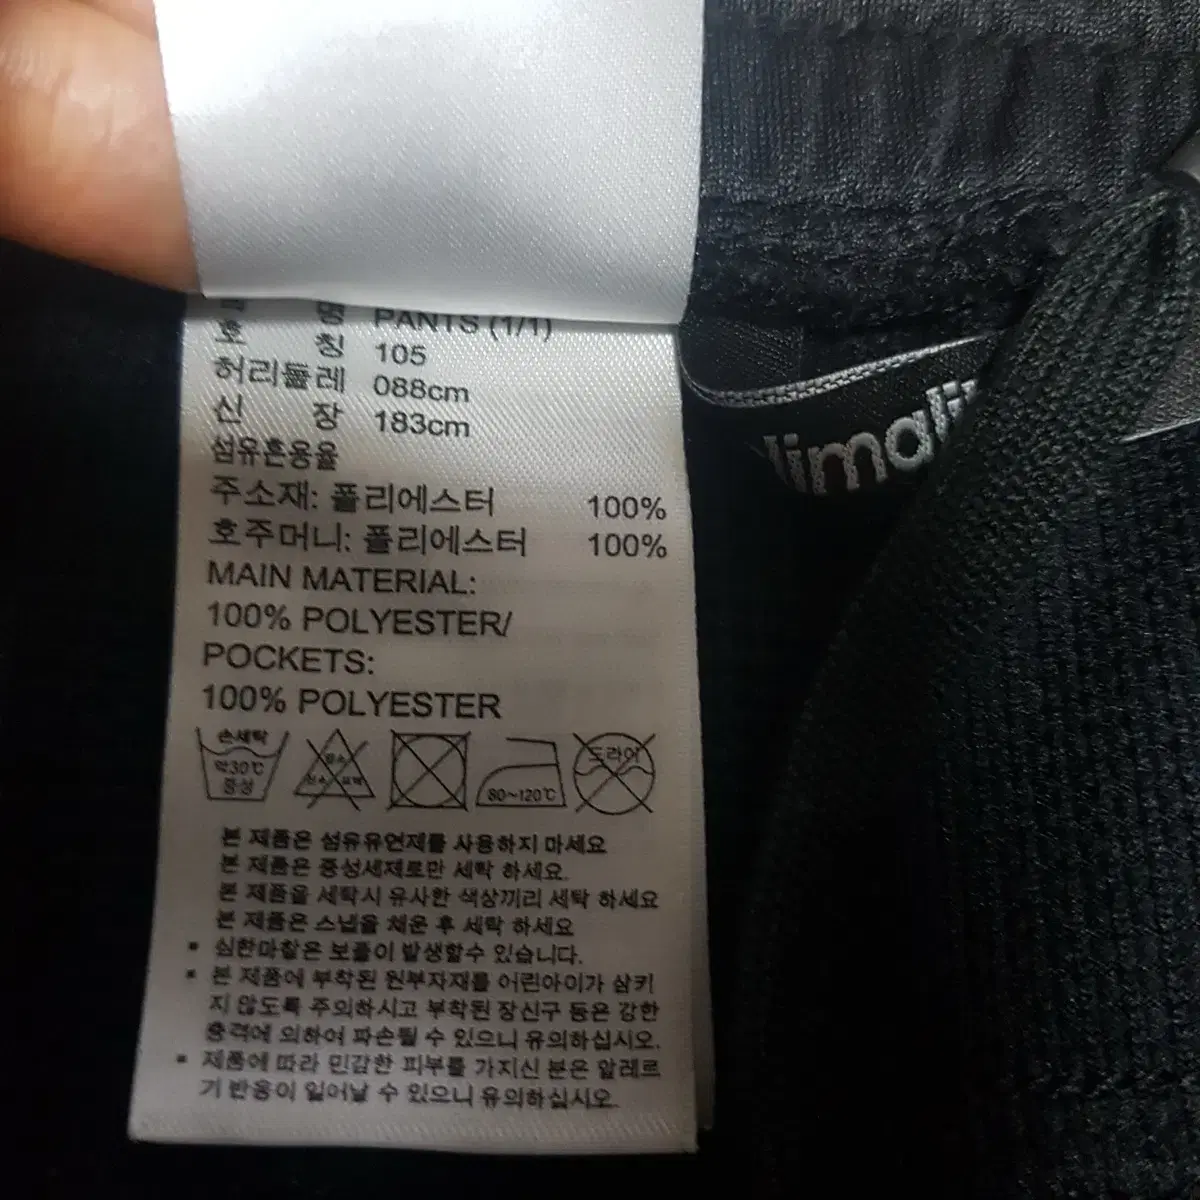 명 PANTS (1/1)
호 칭 105
허리둘레 088cm
신 장 183cm
섬유혼용율
주소재: 폴리에스터 100%
호주머니: 폴리에스터 100%
MAIN MATERIAL:
100% POLYESTER/
POCKETS:
100% POLYESTER
손세탁
약30℃
중성
염소
산소 표백
80~120℃
드라이
본 제품은 섬유유연제를 사용하지 마세요
본 제품은 중성세제로만 세탁 하세요.
본 제품을 세탁시 유사한 색상끼리 세탁 하세요
본 제품은 스냅을 채운 후 세탁 하세요
▪ 심한마찰은 보풀이 발생할수 있습니다.
▪ 본 제품에 부착된 원부자재를 어린아이가 삼키
지 않도록 주의하시고 부착된 장신구 등은 강한
충격에 의하여 파손될 수 있으니 유의하십시오.
▪ 제품에 따라 민감한 피부를 가지신 분은 알레르
기 반응이 일어날 수 있으니 유의하십시오.
limali